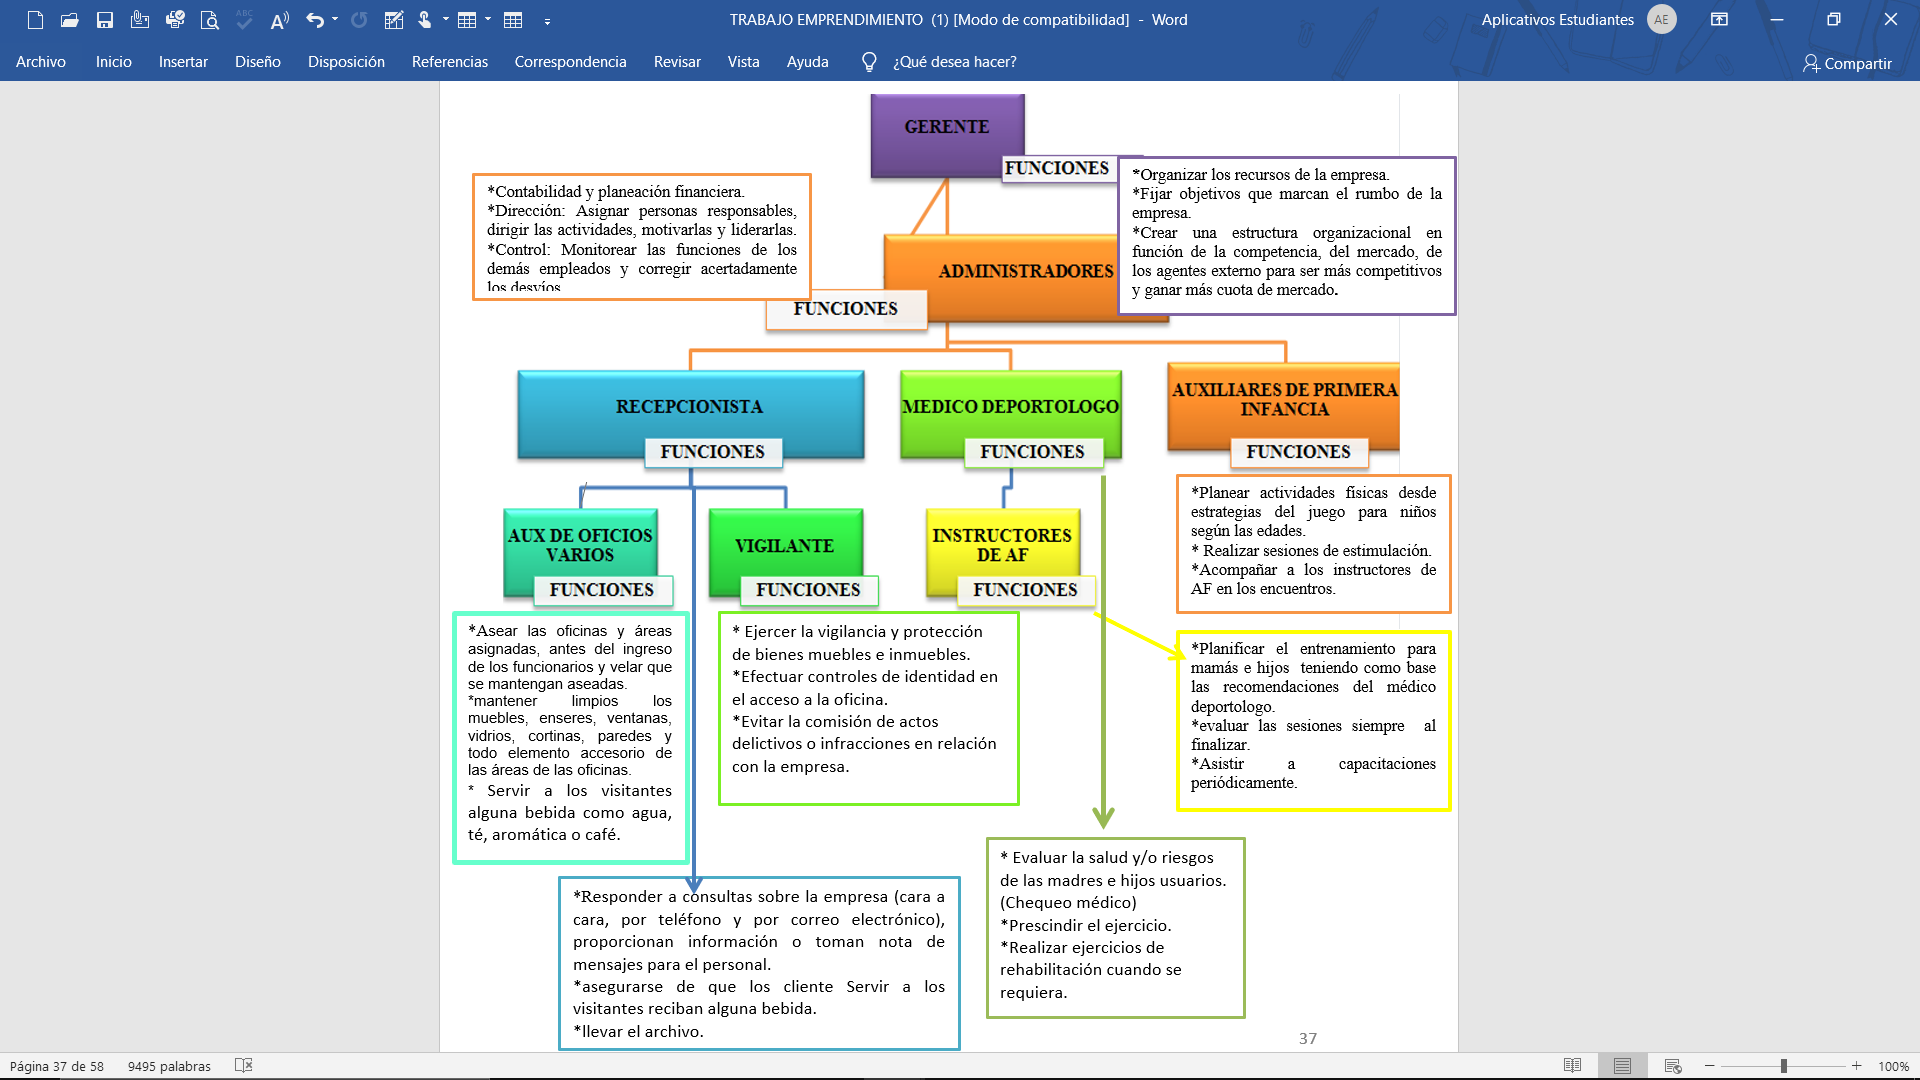 TRABAJO EMPRENDIMIENTO (1) [Modo de compatibilidad] - Word
Aplicativos Estudiantes
AE
Archivo
Inicio
Insertar
Diseño
Disposición
Referencias
Correspondencia
Revisar
Vista
Ayuda
¿Qué desea hacer?
Compartir
GERENTE
FUNCIONES
*Organizar los recursos de la empresa.
*Fijar objetivos que marcan el rumbo de la
empresa.
*Crear una estructura organizacional en
función de la competencia, del mercado, de
los agentes externo para ser más competitivos
y ganar más cuota de mercado.
*Contabilidad y planeación financiera.
*Dirección: Asignar personas responsables,
dirigir las actividades, motivarlas y liderarlas.
*Control: Monitorear las funciones de los
demás empleados y corregir acertadamente
los desvíos
ADMINISTRADORES
FUNCIONES
RECEPCIONISTA
FUNCIONES
MEDICO DEPORTOLOGO
FUNCIONES
AUXILIARES DE PRIMERA
INFANCIA
FUNCIONES
*Planear actividades físicas desde
estrategias del juego para niños
según las edades.
* Realizar sesiones de estimulación.
*Acompañar a los instructores de
AF en los encuentros.
AUX DE OFICIOS
VARIOS
FUNCIONES
VIGILANTE
FUNCIONES
INSTRUCTORES
DE AF
FUNCIONES
*Asear las oficinas y áreas
asignadas, antes del ingreso
de los funcionarios y velar que
se mantengan aseadas.
*mantener limpios los
muebles, enseres, ventanas,
vidrios, cortinas, paredes y
todo elemento accesorio de
las áreas de las oficinas.
* Servir a los visitantes
alguna bebida como agua,
té, aromática o café.
* Ejercer la vigilancia y protección
de bienes muebles e inmuebles.
*Efectuar controles de identidad en
el acceso a la oficina.
*Evitar la comisión de actos
delictivos o infracciones en relación
con la empresa.
*Planificar el entrenamiento para
mamás e hijos teniendo como base
las recomendaciones del médico
deportologo.
*evaluar las sesiones siempre al
finalizar.
*Asistir a capacitaciones
periódicamente.
*Responder a consultas sobre la empresa (cara a
cara, por teléfono y por correo electrónico),
proporcionan información o toman nota de
mensajes para el personal.
*asegurarse de que los cliente Servir a los
visitantes reciban alguna bebida.
*llevar el archivo.
* Evaluar la salud y/o riesgos
de las madres e hijos usuarios.
(Chequeo médico)
*Prescindir el ejercicio.
*Realizar ejercicios de
rehabilitación cuando se
requiera.
37
Página 37 de 58
9495 palabras
100%